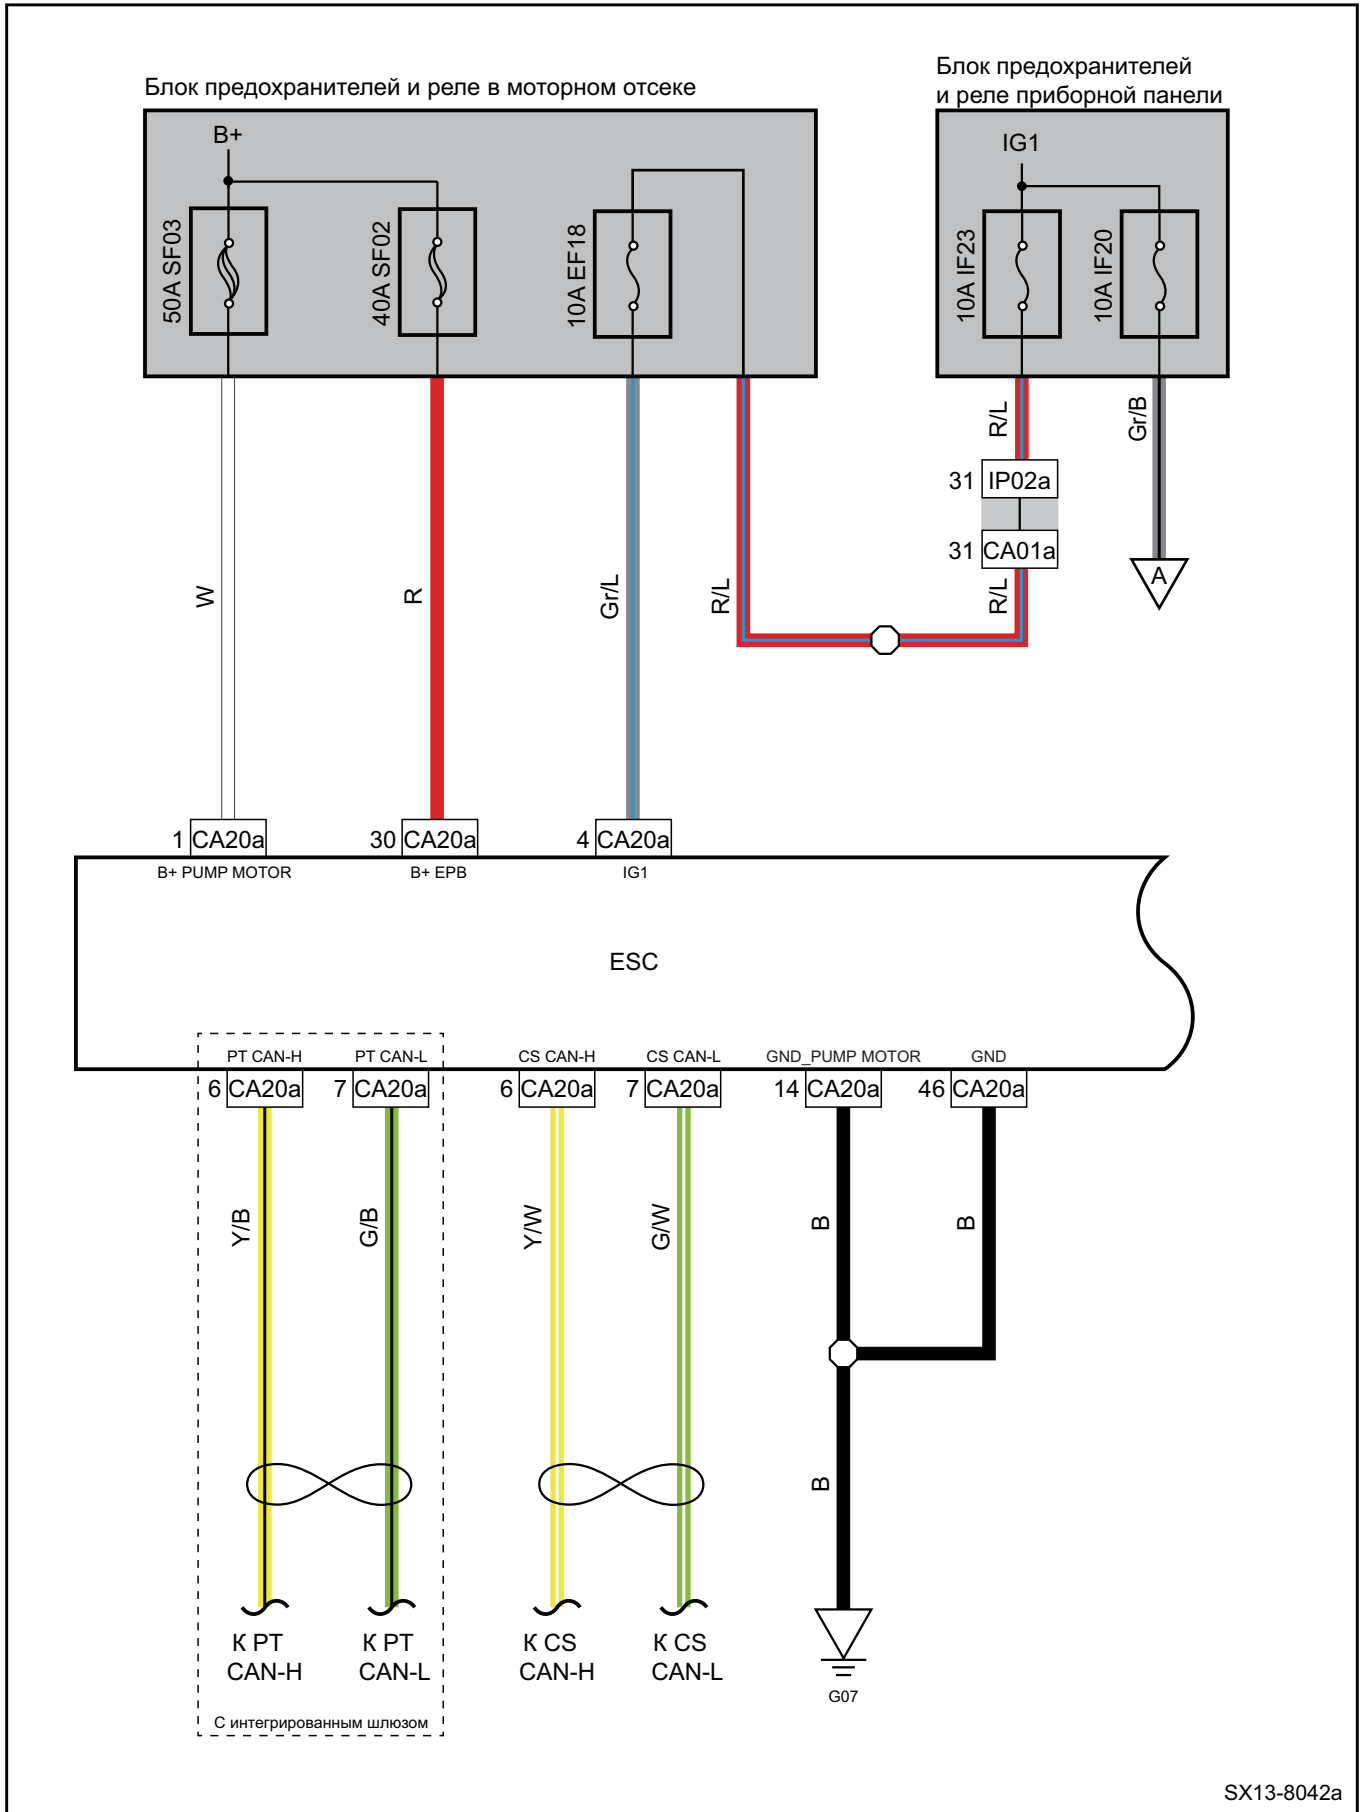 Блок предохранителей и реле в моторном отсеке
Блок предохранителей
и реле приборной панели
B+
IG1
50A SF03
40A SF02
10A EF18
10A IF23
10A IF20
R/L
Gr/B
31 IP02a
31 CA01a
A
W
R
Gr/L
R/L
R/L
1 CA20a
30 CA20a
4 CA20a
B+ PUMP MOTOR
B+ EPB
IG1
ESC
PT CAN-H
PT CAN-L
CS CAN-H
CS CAN-L
GND_PUMP MOTOR
GND
6 CA20a
7 CA20a
6 CA20a
7 CA20a
14 CA20a
46 CA20a
Y/B
G/B
Y/W
G/W
B
B
B
К PT
CAN-H
К PT
CAN-L
К CS
CAN-H
К CS
CAN-L
G07
С интегрированным шлюзом
SX13-8042a